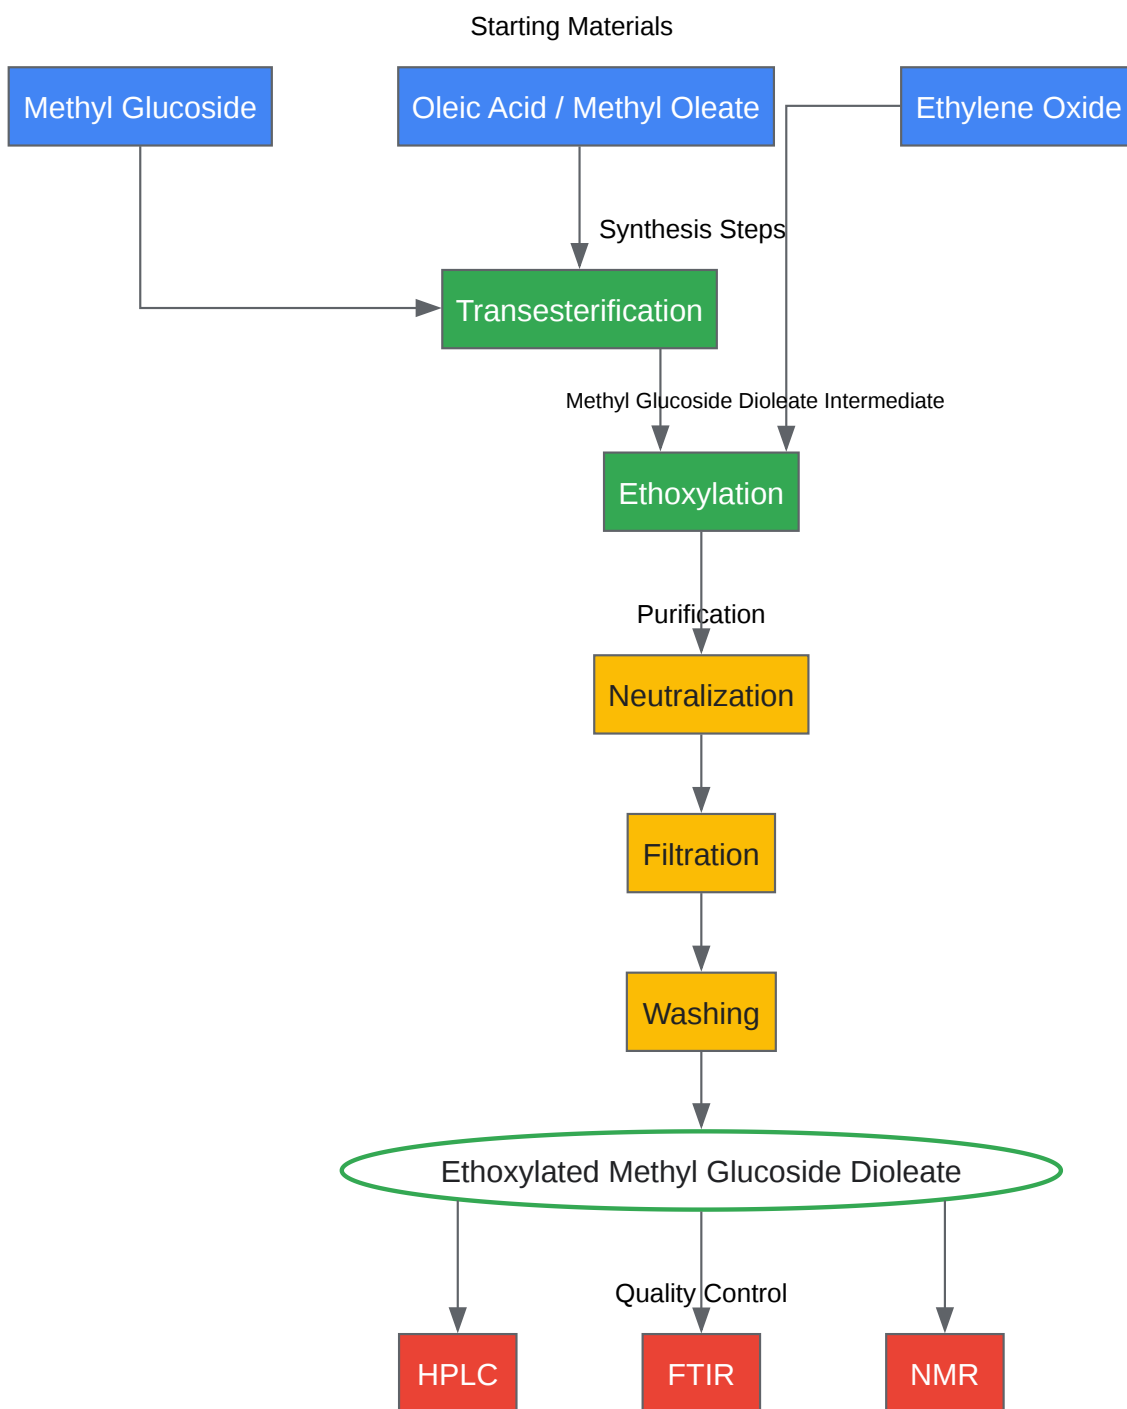 Starting Materials
Methyl Glucoside
Oleic Acid / Methyl Oleate
Ethylene Oxide
Synthesis Steps
Transesterification
Methyl Glucoside Dioleate Intermediate
Ethoxylation
Purification
Neutralization
Filtration
Washing
Ethoxylated Methyl Glucoside Dioleate
Quality Control
HPLC
FTIR
NMR